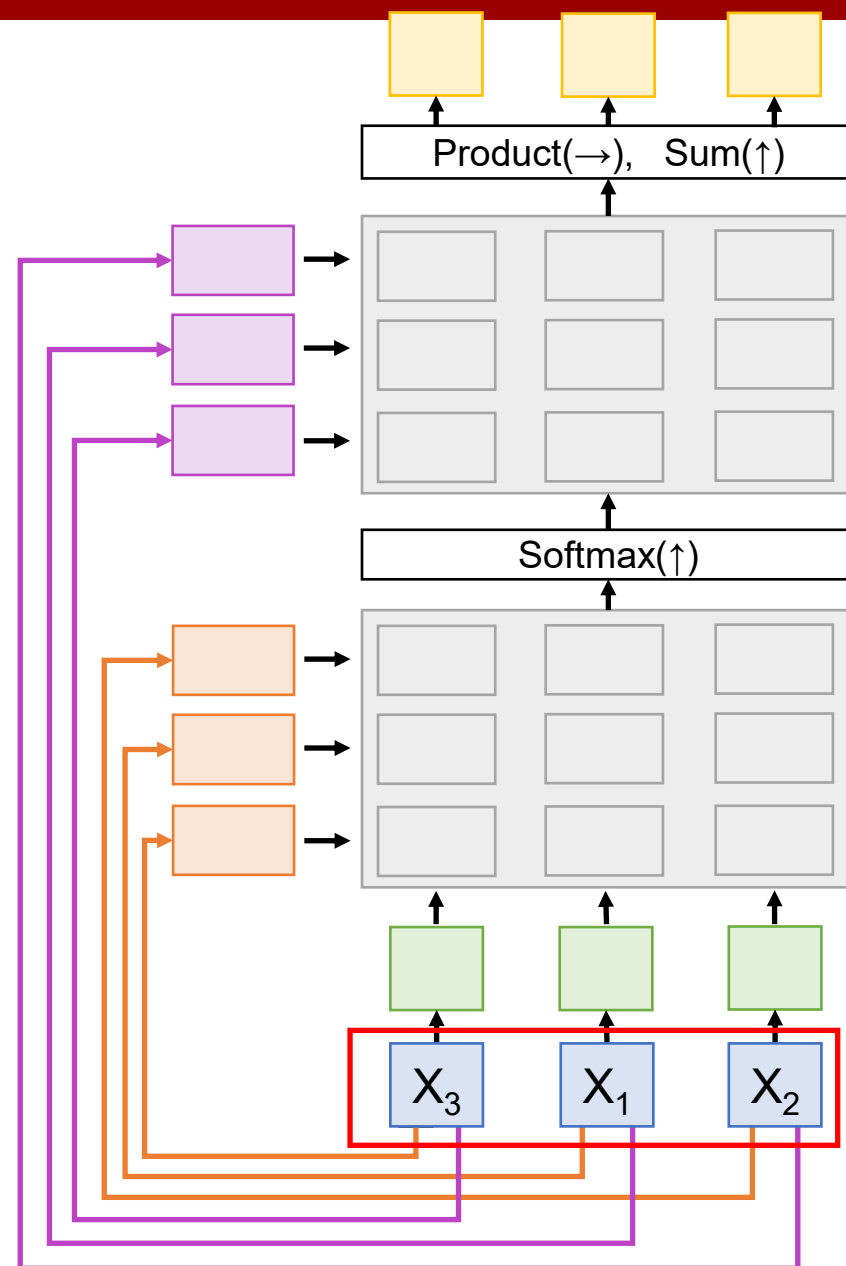 Product(→), Sum(↑)
Softmax(↑)
X₃ X₁ X₂